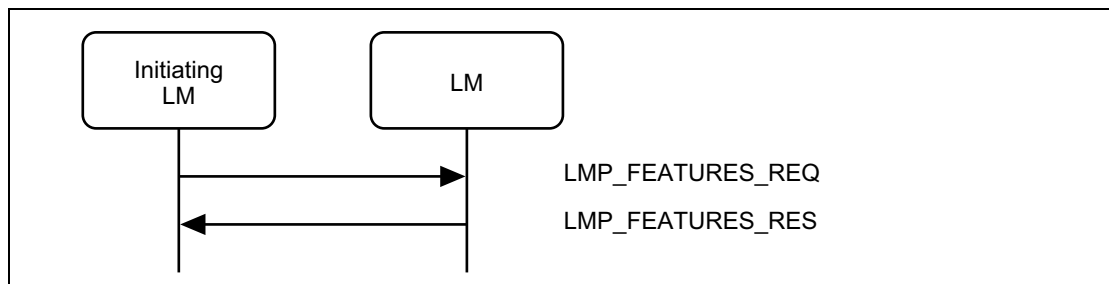 Initiating
LM
LM
LMP_FEATURES_REQ
LMP_FEATURES_RES